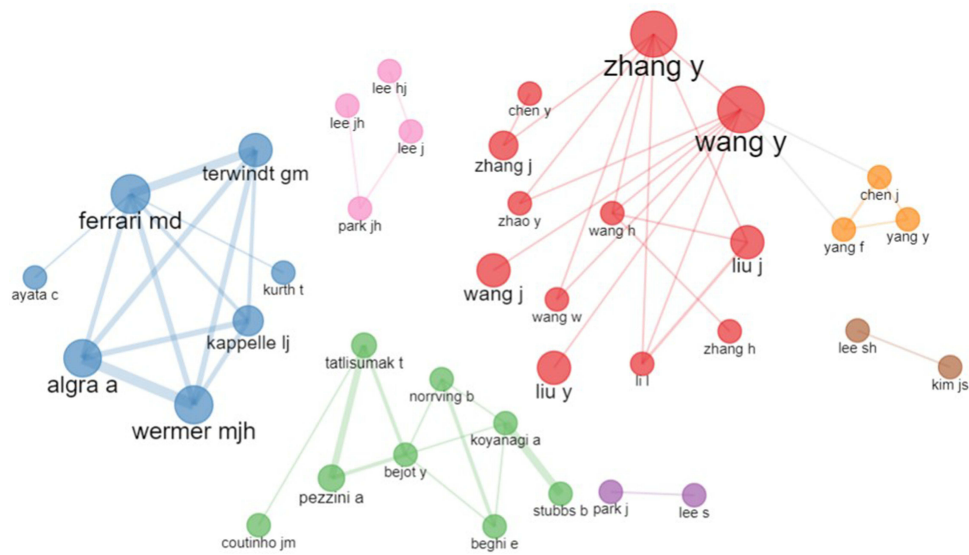 zhang y
lee hj
chen y
lee jh
wang y
lee j
zhang j
terwindt gm
ferrari md
chen j
zhao y
park jh
wang h
yang y
yang f
liu j
kurth t
ayata c
wang j
wang w
kappelle lj
zhang h
lee sh
tatlisumak t
li l
algra a
liu y
kim js
norrving b
wermer mjh
koyanagi a
bejot y
pezzini a
stubbs b
park j
lee s
coutinho jm
beghi e